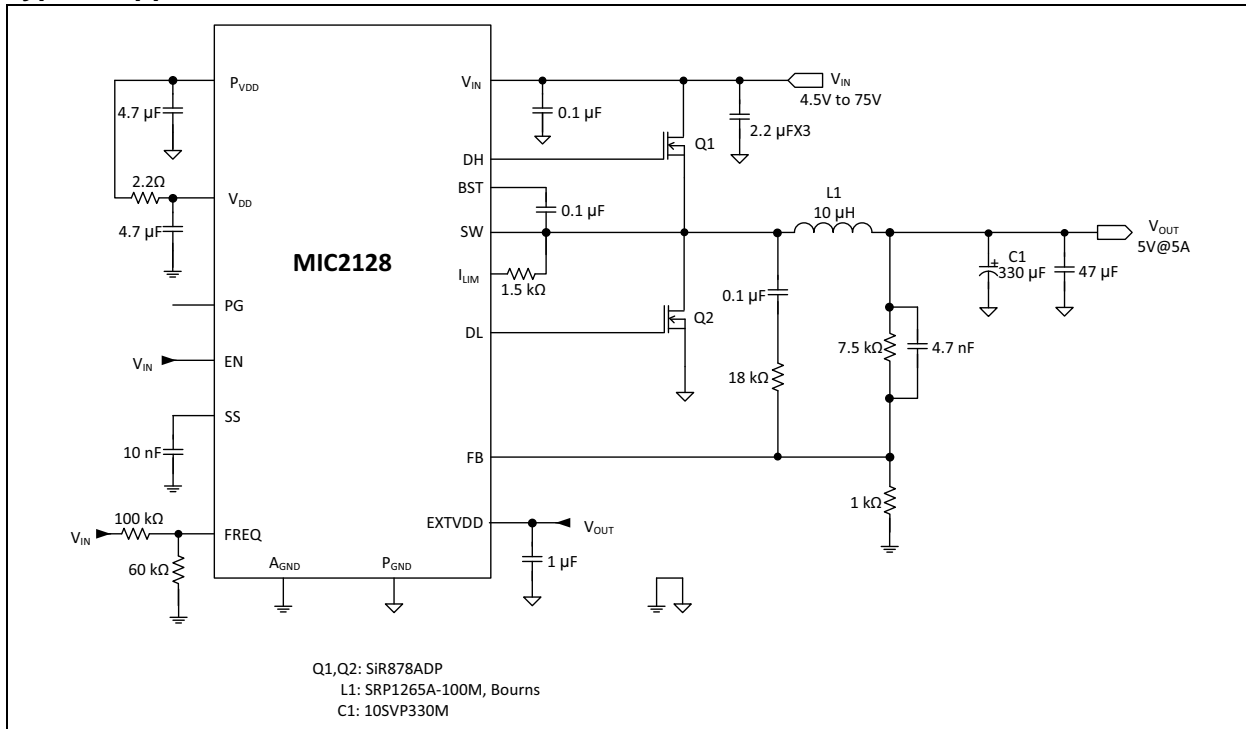 MIC2128
PVDD
4.7 µF
2.2Ω
VDD
4.7 µF
PG
VIN
EN
SS
10 nF
100 kΩ
VIN
FREQ
60 kΩ
AGND
PGND
VIN
0.1 µF
VIN
4.5V to 75V
2.2 µFX3
DH
Q1
BST
0.1 µF
SW
L1
10 µH
VOUT
5V@5A
ILIM
1.5 kΩ
C1
+
330 µF
47 µF
0.1 µF
DL
Q2
7.5 kΩ
4.7 nF
18 kΩ
FB
1 kΩ
EXTVDD
VOUT
1 µF
Q1,Q2: SiR878ADP
L1: SRP1265A-100M, Bourns
C1: 10SVP330M